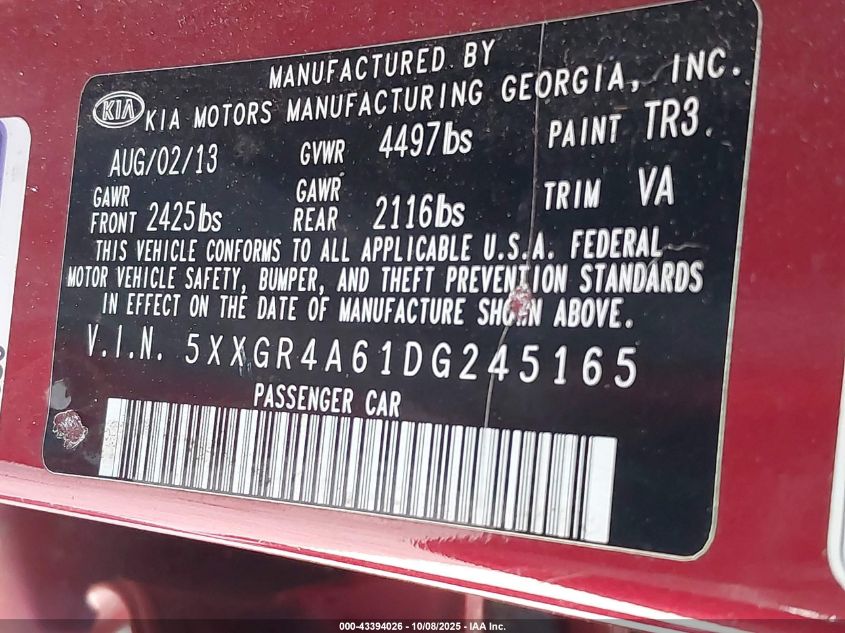 MANUFACTURED BY
KIA KIA MOTORS MANUFACTURING GEORGIA, INC.
AUG/02/13 GVWR 4497lbs PAINT TR3.
GAWR FRONT 2425lbs GAWR REAR 2116lbs TRIM VA
THIS VEHICLE CONFORMS TO ALL APPLICABLE U.S.A. FEDERAL
MOTOR VEHICLE SAFETY, BUMPER, AND THEFT PREVENTION STANDARDS
IN EFFECT ON THE DATE OF MANUFACTURE SHOWN ABOVE.
V.I.N. 5XXGR4A61DG245165
PASSENGER CAR
000-43394026 - 10/08/2025 - IAA Inc.